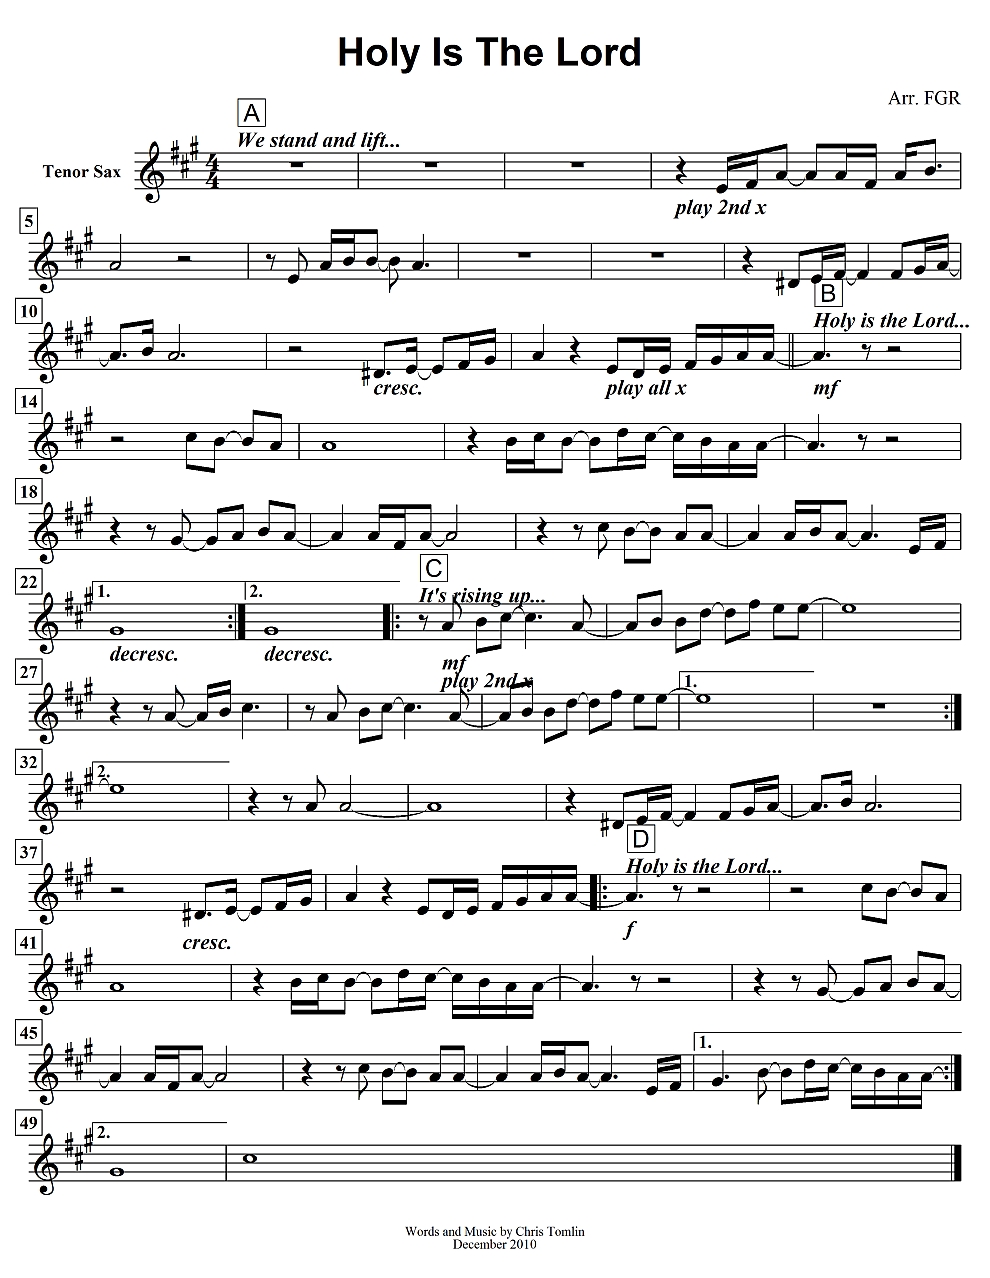 Holy Is The Lord
Arr. FGR
A
We stand and lift...
Tenor Sax
4
4
play 2nd x
5
10
B
Holy is the Lord...
cresc.
play all x
mf
14
18
22
1.
2.
C
It's rising up...
decresc.
decresc.
mf
play 2nd x
27
1.
32
2.
37
D
Holy is the Lord...
cresc.
f
41
45
1.
49
2.
Words and Music by Chris Tomlin
December 2010